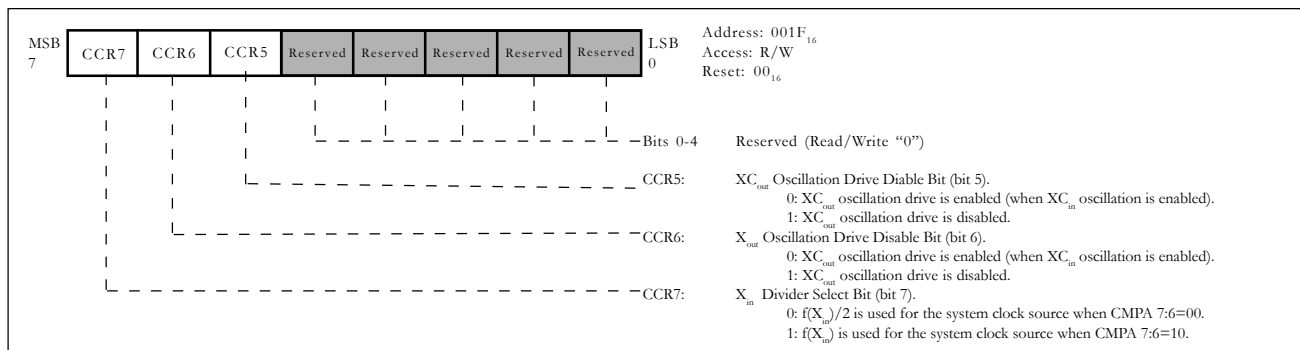 MSB
7
CCR7 CCR6 CCR5 Reserved Reserved Reserved Reserved Reserved
LSB
0
Address: 001F16
Access: R/W
Reset: 0016
Bits 0-4 Reserved (Read/Write “0”)
CCR5: XCout Oscillation Drive Diable Bit (bit 5).
0: XCout oscillation drive is enabled (when XCin oscillation is enabled).
1: XCout oscillation drive is disabled.
CCR6: Xout Oscillation Drive Disable Bit (bit 6).
0: XCout oscillation drive is enabled (when XCin oscillation is enabled).
1: XCout oscillation drive is disabled.
CCR7: Xin Divider Select Bit (bit 7).
0: f(Xin)/2 is used for the system clock source when CMPA 7:6=00.
1: f(Xin) is used for the system clock source when CMPA 7:6=10.